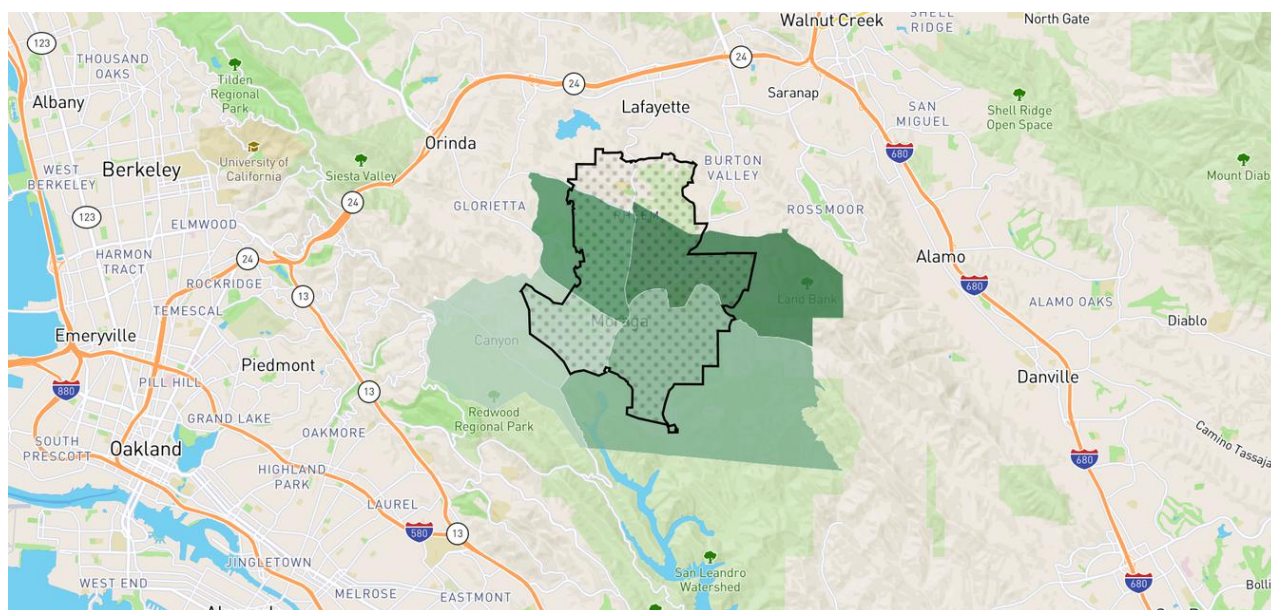 Walnut Creek
SHELL
RIDGE
North Gate
123
THOUSAND
OAKS
24
24
Tilden
Regional
Park
Albany
Saranap
Lafayette
SAN
MIGUEL
Shell Ridge
Open Space
Orinda
University of
California
Siesta Valley
680
Berkeley
WEST
BERKELEY
BURTON
VALLEY
Mount Diab
24
GLORIETTA
ROSSMOOR
123
ELMWOOD
HARMON
TRACT
24
ROCKRIDGE
Alamo
13
680
Land Bank
ALAMO OAKS
TEMESCAL
Moraga
Diablo
Emeryville
Canyon
Piedmont
PILL HILL
880
13
Danville
Redwood
Regional Park
GRAND LAKE
OAKMORE
SOUTH
PRESCOTT
Oakland
Camino Tassaja
680
HIGHLAND
PARK
LAUREL
580
13
JINGLETOWN
San Leandro
Watershed
WEST END
MELROSE
EASTMONT
680
Bolli